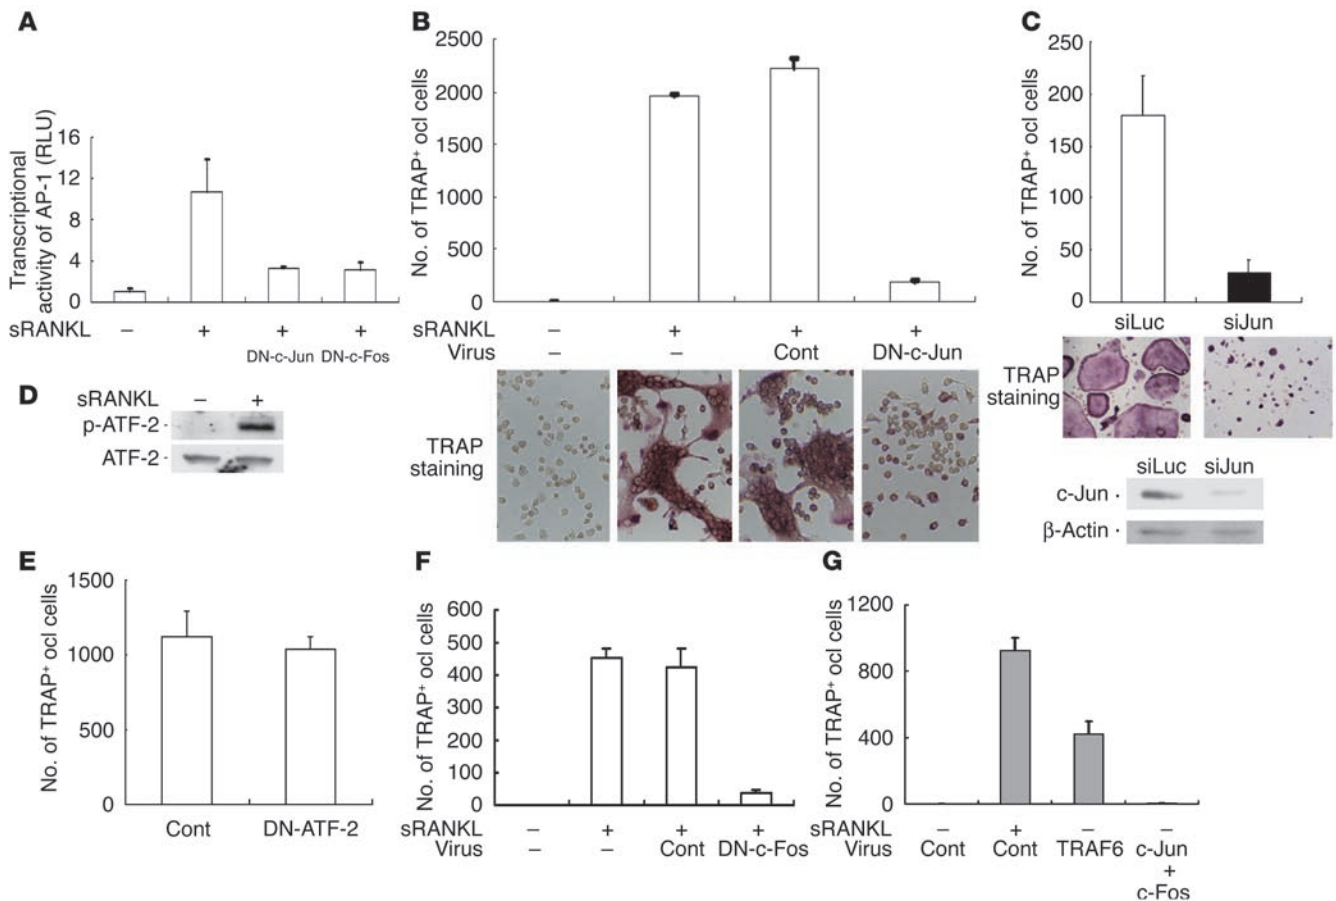 A
Transcriptional
activity of AP-1 (RLU)
16
12
8
4
0
sRANKL – + + +
DN-c-Jun DN-c-Fos
B
No. of TRAP+ ocl cells
2500
2000
1500
1000
500
0
sRANKL – + + +
Virus – – Cont DN-c-Jun
TRAP
staining
C
No. of TRAP+ ocl cells
250
200
150
100
50
0
siLuc siJun
TRAP
staining
siLuc siJun
c-Jun
β-Actin
D
sRANKL – +
p-ATF-2
ATF-2
E
No. of TRAP+ ocl cells
1500
1000
500
0
Cont DN-ATF-2
F
No. of TRAP+ ocl cells
600
500
400
300
200
100
0
sRANKL – + + +
Virus – – Cont DN-c-Fos
G
No. of TRAP+ ocl cells
1200
800
400
0
sRANKL – + – –
Virus Cont Cont TRAF6 c-Jun
+
c-Fos